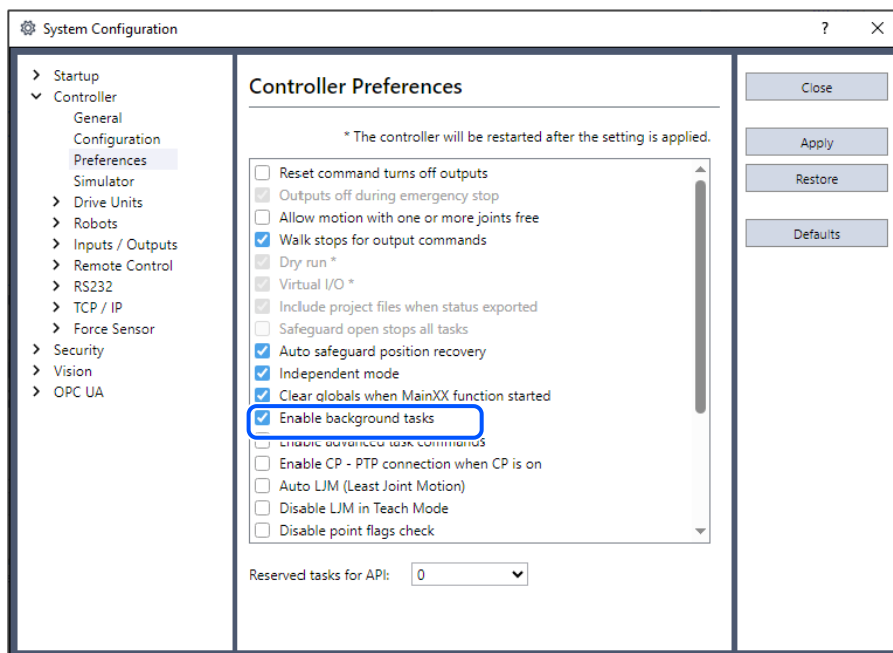 System Configuration
?
Startup
Controller
General
Configuration
Preferences
Simulator
Drive Units
Robots
Inputs / Outputs
Remote Control
RS232
TCP / IP
Force Sensor
Security
Vision
OPC UA
Controller Preferences
* The controller will be restarted after the setting is applied.
Reset command turns off outputs
Outputs off during emergency stop
Allow motion with one or more joints free
Walk stops for output commands
Dry run *
Virtual I/O *
Include project files when status exported
Safeguard open stops all tasks
Auto safeguard position recovery
Independent mode
Clear globals when MainXX function started
Enable background tasks
Enable advanced task commands
Enable CP - PTP connection when CP is on
Auto LJM (Least Joint Motion)
Disable LJM in Teach Mode
Disable point flags check
Reserved tasks for API: 0
Close
Apply
Restore
Defaults